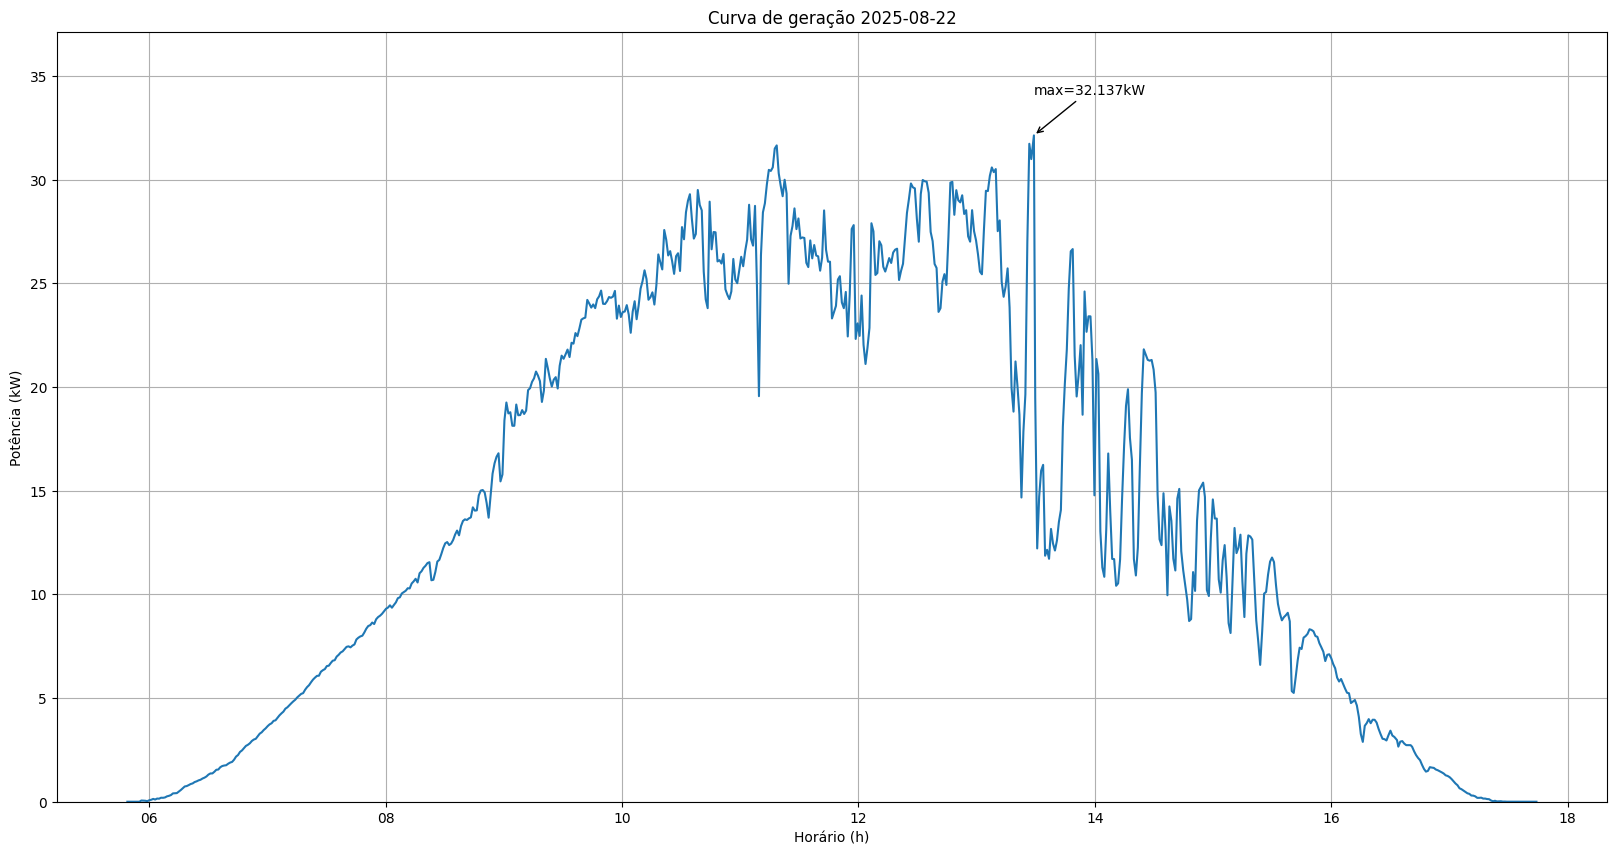 Curva de geração 2025-08-22
35
max=32.137kW
30
25
20
15
10
5
0
Potência (kW)
06 08 10 12 14 16 18
Horário (h)